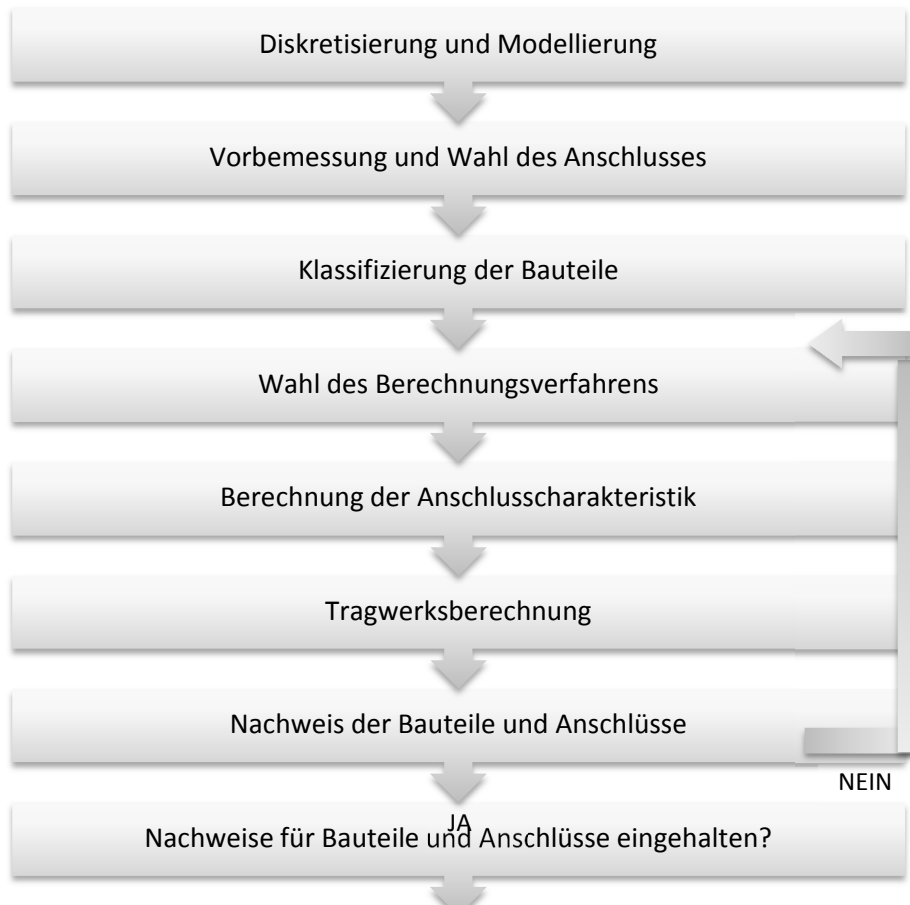 Diskretisierung und Modellierung
Vorbemessung und Wahl des Anschlusses
Klassifizierung der Bauteile
Wahl des Berechnungsverfahrens
Berechnung der Anschlusscharakteristik
Tragwerksberechnung
Nachweis der Bauteile und Anschlüsse
NEIN
JA
Nachweise für Bauteile und Anschlüsse eingehalten?